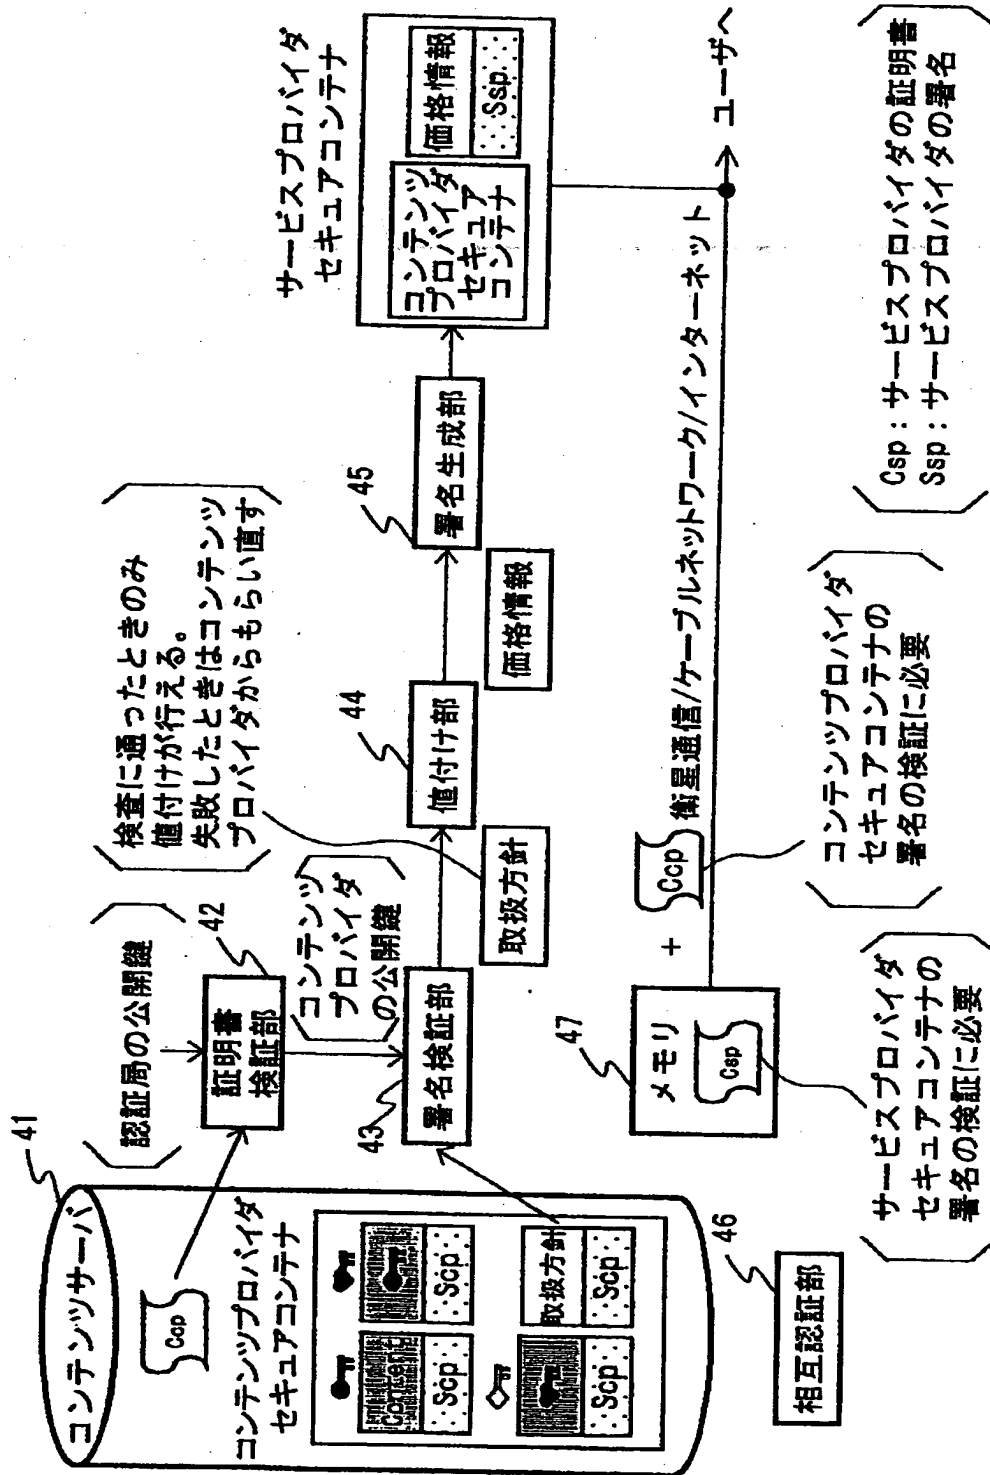 コンテンツサーバ
41
Ccp
コンテンツプロバイダ
セキュアコンテナ
Content
Scp
Scp
Scp
取扱方針
Scp
認証局の公開鍵
42
証明書
検証部
コンテンツ
プロバイダ
の公開鍵
43
署名検証部
検査に通ったときのみ
値付けが行える。
失敗したときはコンテンツ
プロバイダからもらい直す
取扱方針
44
値付け部
価格情報
45
署名生成部
サービスプロバイダ
セキュアコンテナ
コンテンツ
プロバイダ
セキュア
コンテナ
価格情報
Ssp
46
相互認証部
47
メモリ
Csp
+
Ccp
衛星通信/ケーブルネットワーク/インターネット
ユーザへ
サービスプロバイダ
セキュアコンテナの
署名の検証に必要
コンテンツプロバイダ
セキュアコンテナの
署名の検証に必要
Csp:サービスプロバイダの証明書
Ssp:サービスプロバイダの署名